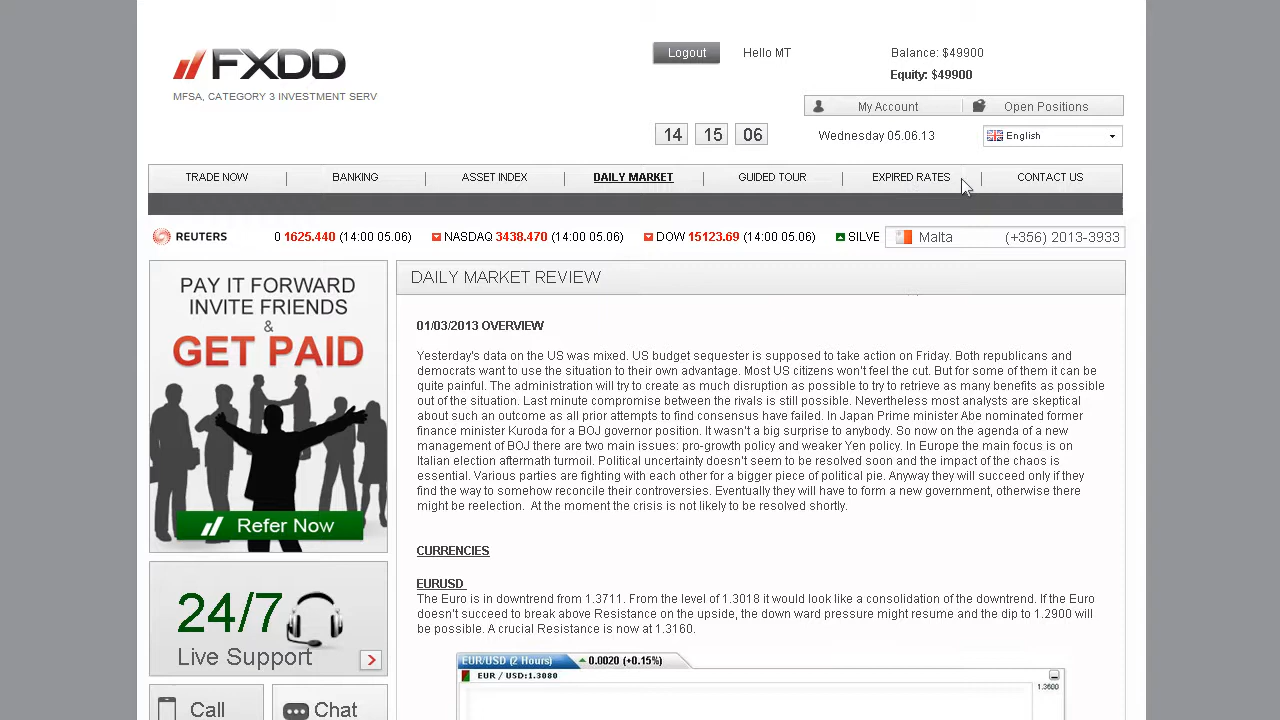 FXDD
MFSA, CATEGORY 3 INVESTMENT SERV
Logout
Hello MT
Balance: $49900
Equity: $49900
My Account
Open Positions
14 15 06
Wednesday 05.06.13
English
TRADE NOW
BANKING
ASSET INDEX
DAILY MARKET
GUIDED TOUR
EXPIRED RATES
CONTACT US
REUTERS
0 1625.440 (14:00 05.06)
NASDAQ 3438.470 (14:00 05.06)
DOW 15123.69 (14:00 05.06)
SILVE
Malta (+356) 2013-3933
PAY IT FORWARD
INVITE FRIENDS
&
GET PAID
Refer Now
24/7
Live Support
Call
Chat
DAILY MARKET REVIEW
01/03/2013 OVERVIEW
Yesterday's data on the US was mixed. US budget sequester is supposed to take action on Friday. Both republicans and
democrats want to use the situation to their own advantage. Most US citizens won't feel the cut. But for some of them it can be
quite painful. The administration will try to create as much disruption as possible to try to retrieve as many benefits as possible
out of the situation. Last minute compromise between the rivals is still possible. Nevertheless most analysts are skeptical
about such an outcome as all prior attempts to find consensus have failed. In Japan Prime minister Abe nominated former
finance minister Kuroda for a BOJ governor position. It wasn't a big surprise to anybody. So now on the agenda of a new
management of BOJ there are two main issues: pro-growth policy and weaker Yen policy. In Europe the main focus is on
Italian election aftermath turmoil. Political uncertainty doesn't seem to be resolved soon and the impact of the chaos is
essential. Various parties are fighting with each other for a bigger piece of political pie. Anyway they will succeed only if they
find the way to somehow reconcile their controversies. Eventually they will have to form a new government, otherwise there
might be reelection. At the moment the crisis is not likely to be resolved shortly.
CURRENCIES
EURUSD
The Euro is in downtrend from 1.3711. From the level of 1.3018 it would look like a consolidation of the downtrend. If the Euro
doesn't succeed to break above Resistance on the upside, the down ward pressure might resume and the dip to 1.2900 will
be possible. A crucial Resistance is now at 1.3160.
EUR/USD (2 Hours)
0.0020 (+0.15%)
EUR / USD:1.3080